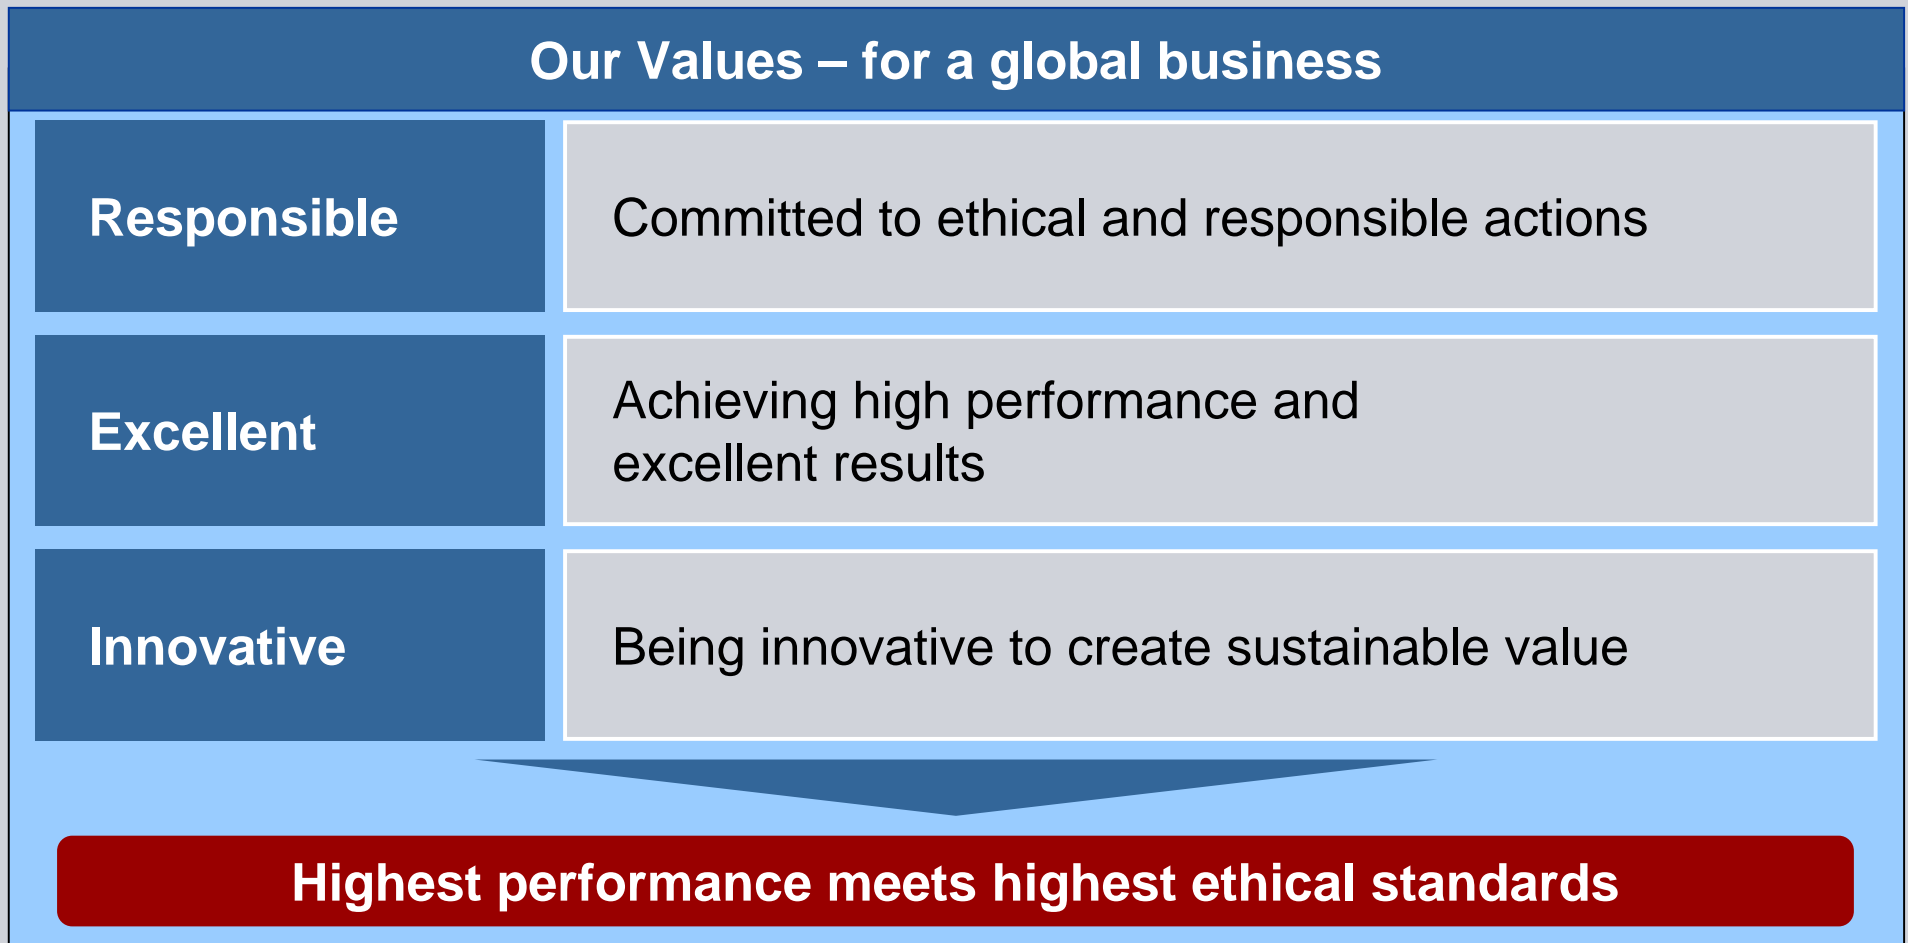 Our Values – for a global business
Responsible
Committed to ethical and responsible actions
Excellent
Achieving high performance and
excellent results
Innovative
Being innovative to create sustainable value
Highest performance meets highest ethical standards